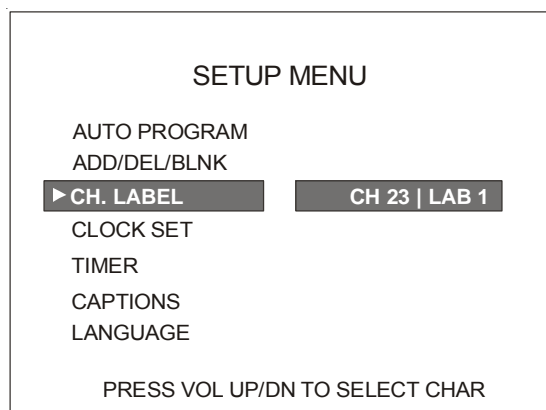 SETUP MENU
AUTO PROGRAM
ADD/DEL/BLNK
CH. LABEL CH 23 | LAB 1
CLOCK SET
TIMER
CAPTIONS
LANGUAGE
PRESS VOL UP/DN TO SELECT CHAR